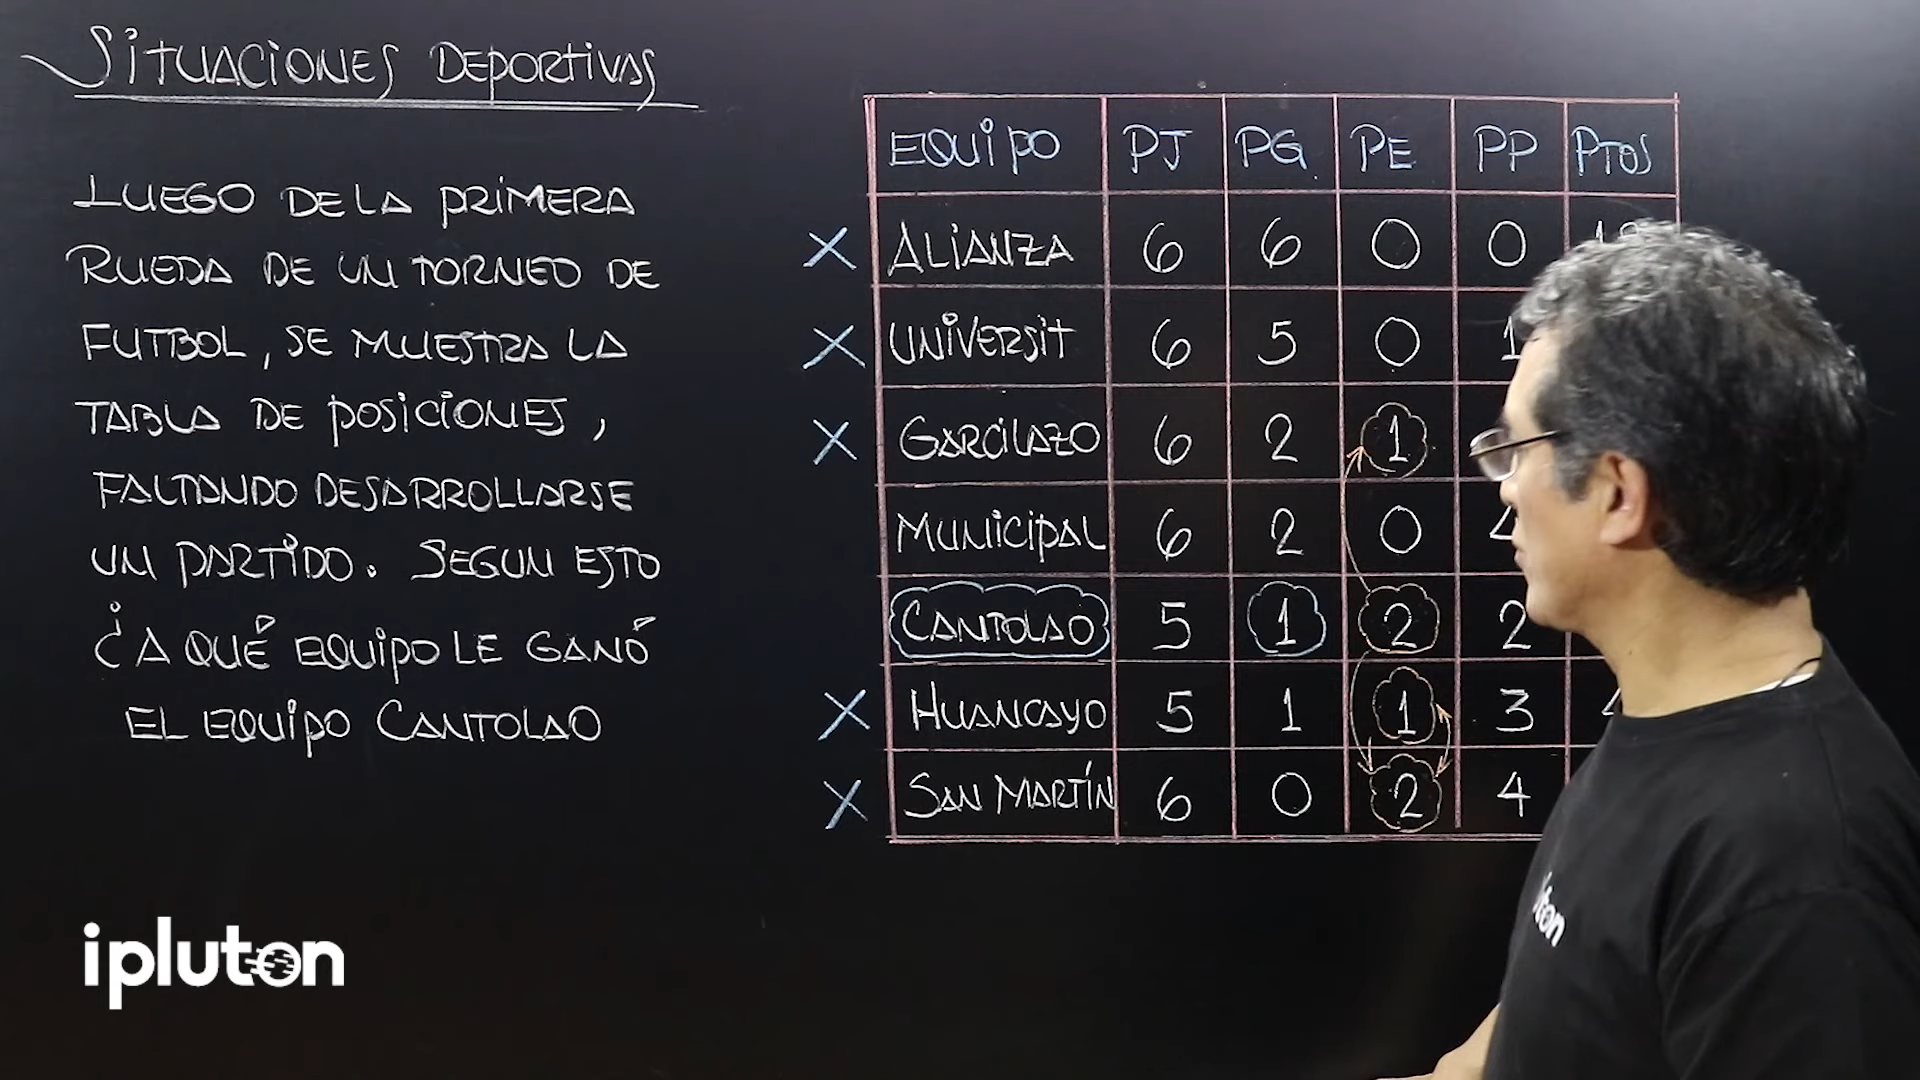 SITUACIONES DEPORTIVAS
LUEGO DE LA PRIMERA
RUEDA DE UN TORNEO DE
FUTBOL, SE MUESTRA LA
TABLA DE POSICIONES,
FALTANDO DESARROLLARSE
UN PARTIDO. SEGUN ESTO
¿A QUÉ EQUIPO LE GANÓ
EL EQUIPO CANTOLAO
EQUIPO PJ PG PE PP PTOS
X ALIANZA 6 6 0 0
X UNIVERSIT 6 5 0 1
X GARCILAZO 6 2 1
MUNICIPAL 6 2 0 4
CANTOLAO 5 1 2 2
X HUANCAYO 5 1 1 3
X SAN MARTÍN 6 0 2 4
ipluton